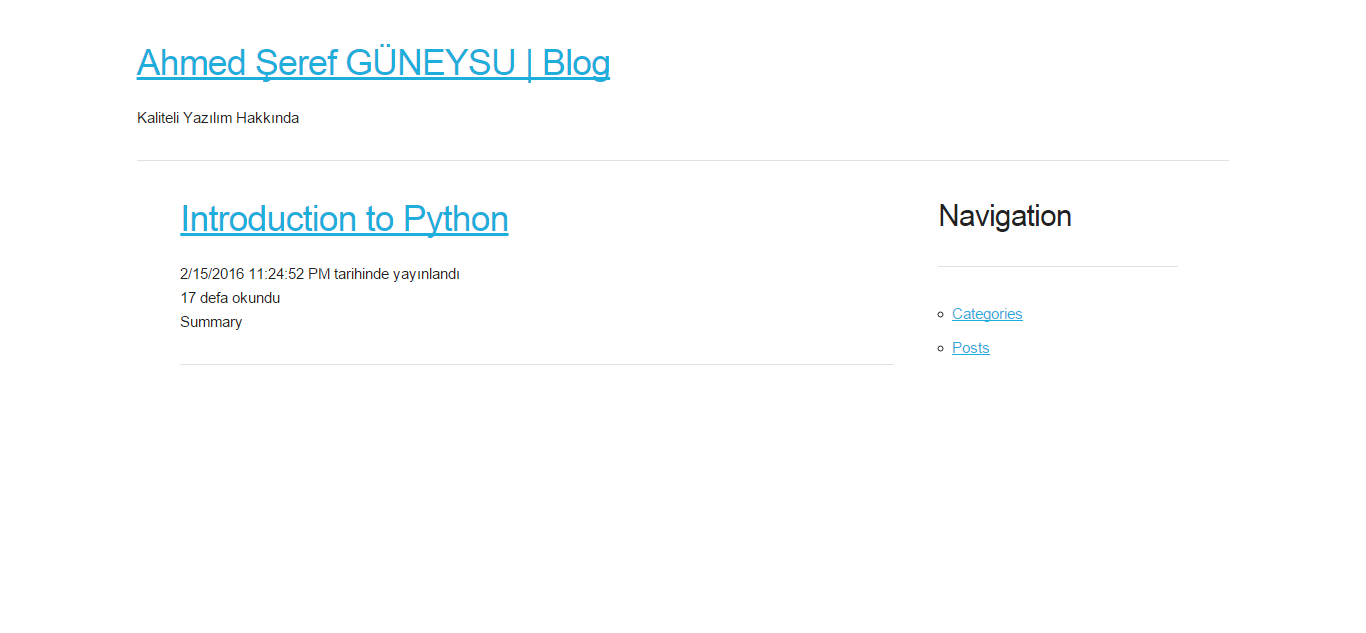 Ahmed Şeref GÜNEYSU | Blog
Kaliteli Yazılım Hakkında
Introduction to Python
2/15/2016 11:24:52 PM tarihinde yayınlandı
17 defa okundu
Summary
Navigation
Categories
Posts